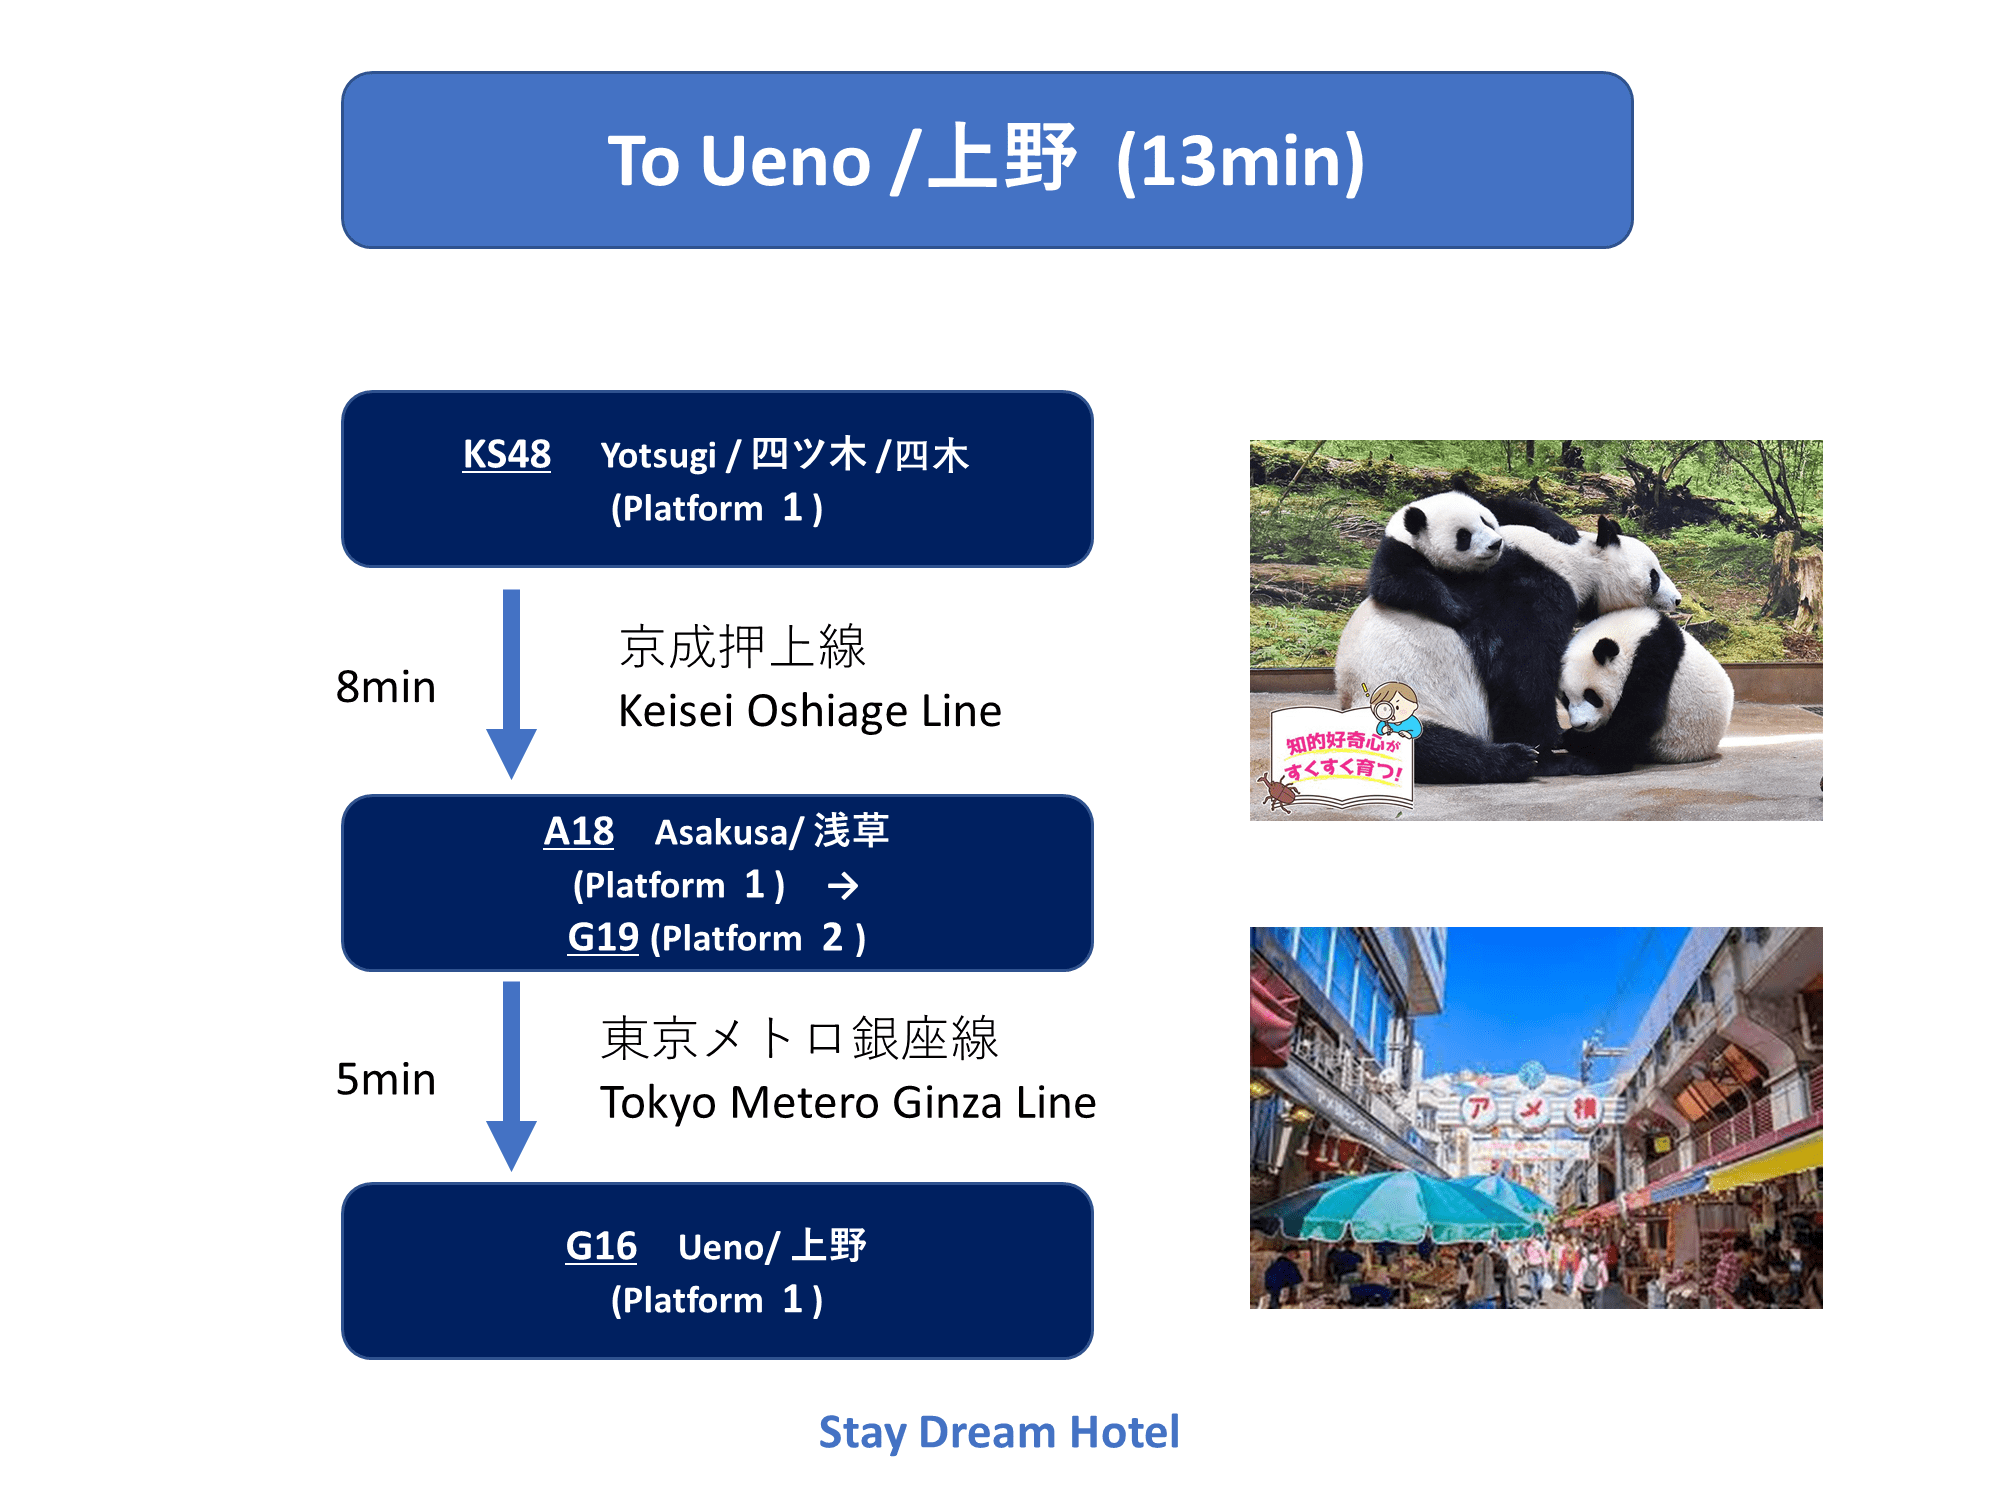 To Ueno /上野 (13min)
KS48 Yotsugi / 四ツ木 /四木
(Platform 1 )
8min
京成押上線
Keisei Oshiage Line
A18 Asakusa/ 浅草
(Platform 1 ) →
G19 (Platform 2 )
5min
東京メトロ銀座線
Tokyo Metero Ginza Line
G16 Ueno/ 上野
(Platform 1 )
知的好奇心が
すくすく育つ!
アメ横
Stay Dream Hotel